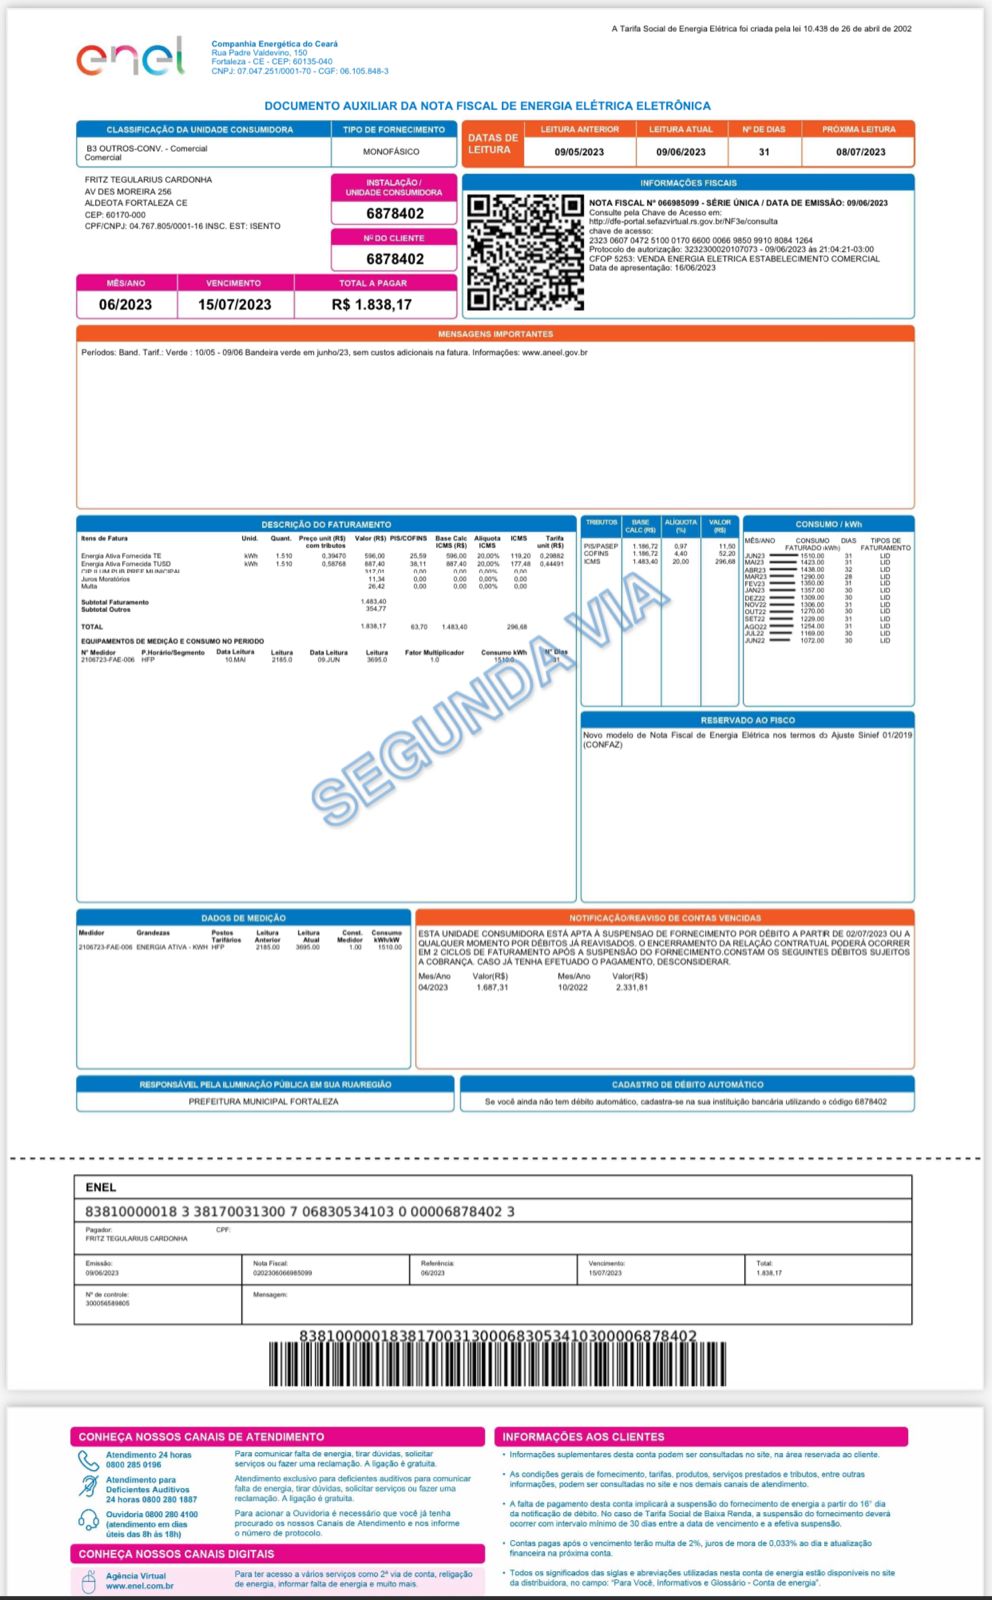 A Tarifa Social de Energia Elétrica foi criada pela lei 10.438 de 26 de abril de 2002
enel
Companhia Energética do Ceará
Rua Padre Valdevino, 150
Fortaleza - CE - CEP: 60135-040
CNPJ: 07.047.251/0001-70 - CGF: 06.105.848-3
DOCUMENTO AUXILIAR DA NOTA FISCAL DE ENERGIA ELÉTRICA ELETRÔNICA
CLASSIFICAÇÃO DA UNIDADE CONSUMIDORA
B3 OUTROS-CONV. - Comercial
Comercial
TIPO DE FORNECIMENTO
MONOFÁSICO
DATAS DE LEITURA
LEITURA ANTERIOR LEITURA ATUAL Nº DE DIAS PRÓXIMA LEITURA
09/05/2023 09/06/2023 31 08/07/2023
FRITZ TEGULARIUS CARDONHA
AV DES MOREIRA 256
ALDEOTA FORTALEZA CE
CEP: 60170-000
CPF/CNPJ: 04.767.805/0001-16 INSC. EST: ISENTO
INSTALAÇÃO / UNIDADE CONSUMIDORA
6878402
Nº DO CLIENTE
6878402
MÊS/ANO VENCIMENTO TOTAL A PAGAR
06/2023 15/07/2023 R$ 1.838,17
INFORMAÇÕES FISCAIS
NOTA FISCAL Nº 066985099 - SÉRIE ÚNICA / DATA DE EMISSÃO: 09/06/2023
Consulte pela Chave de Acesso em:
http://dfe-portal.sefazvirtual.rs.gov.br/NF3e/consulta
chave de acesso:
2323 0607 0472 5100 0170 6600 0066 9850 9910 8084 1264
Protocolo de autorização: 3232300020107073 - 09/06/2023 às 21:04:21-03:00
CFOP 5253: VENDA ENERGIA ELETRICA ESTABELECIMENTO COMERCIAL
Data de apresentação: 16/06/2023
MENSAGENS IMPORTANTES
Períodos: Band. Tarif.: Verde : 10/05 - 09/06 Bandeira verde em junho/23, sem custos adicionais na fatura. Informações: www.aneel.gov.br
DESCRIÇÃO DO FATURAMENTO
Itens de Fatura Unid. Quant. Preço unit (R$) com tributos Valor (R$) PIS/COFINS Base Calc ICMS (R$) Aliquota ICMS ICMS Tarifa unit (R$)
Energia Ativa Fornecida TE kWh 1.510 0,39470 596,00 25,59 596,00 20,00% 119,20 0,29882
Energia Ativa Fornecida TUSD kWh 1.510 0,58768 887,40 38,11 887,40 20,00% 177,48 0,44491
CIP ILUM PUB PREF MUNICIPAL 317,01 0,00 0,00 0,00% 0,00
Juros Moratórios 11,34 0,00 0,00 0,00% 0,00
Multa 26,42 0,00 0,00 0,00% 0,00
Subtotal Faturamento 1.483,40
Subtotal Outros 354,77
TOTAL 1.838,17 63,70 1.483,40 296,68
EQUIPAMENTOS DE MEDIÇÃO E CONSUMO NO PERIODO
Nº Medidor P.Horário/Segmento Data Leitura Leitura Data Leitura Leitura Fator Multiplicador Consumo kWh Nº Dias
2106723-FAE-006 HFP 10.MAI 2185.0 09.JUN 3695.0 1.0 1510.0 31
SEGUNDA VIA
TRIBUTOS BASE CALC (R$) ALÍQUOTA (%) VALOR (R$)
PIS/PASEP 1.186,72 0,97 11,50
COFINS 1.186,72 4,40 52,20
ICMS 1.483,40 20,00 296,68
CONSUMO / kWh
MÊS/ANO CONSUMO FATURADO (kWh) DIAS TIPOS DE FATURAMENTO
JUN23 1510.00 31 LID
MAI23 1423.00 31 LID
ABR23 1438.00 32 LID
MAR23 1290.00 28 LID
FEV23 1350.00 31 LID
JAN23 1357.00 30 LID
DEZ22 1309.00 30 LID
NOV22 1306.00 31 LID
OUT22 1270.00 30 LID
SET22 1229.00 31 LID
AGO22 1254.00 31 LID
JUL22 1169.00 30 LID
JUN22 1072.00 30 LID
RESERVADO AO FISCO
Novo modelo de Nota Fiscal de Energia Elétrica nos termos do Ajuste Sinief 01/2019
(CONFAZ)
DADOS DE MEDIÇÃO
Medidor Grandezas Postos Tarifários Leitura Anterior Leitura Atual Const. Medidor Consumo kWh/kW
2106723-FAE-006 ENERGIA ATIVA - KWH HFP 2185.00 3695.00 1.00 1510.00
NOTIFICAÇÃO/REAVISO DE CONTAS VENCIDAS
ESTA UNIDADE CONSUMIDORA ESTÁ APTA À SUSPENSAO DE FORNECIMENTO POR DÉBITO A PARTIR DE 02/07/2023 OU A
QUALQUER MOMENTO POR DÉBITOS JÁ REAVISADOS. O ENCERRAMENTO DA RELAÇÃO CONTRATUAL PODERÁ OCORRER
EM 2 CICLOS DE FATURAMENTO APÓS A SUSPENSÃO DO FORNECIMENTO.CONSTAM OS SEGUINTES DÉBITOS SUJEITOS
A COBRANÇA. CASO JÁ TENHA EFETUADO O PAGAMENTO, DESCONSIDERAR.
Mes/Ano Valor(R$) Mes/Ano Valor(R$)
04/2023 1.687,31 10/2022 2.331,81
RESPONSÁVEL PELA ILUMINAÇÃO PÚBLICA EM SUA RUA/REGIÃO
PREFEITURA MUNICIPAL FORTALEZA
CADASTRO DE DÉBITO AUTOMÁTICO
Se você ainda não tem débito automático, cadastra-se na sua instituição bancária utilizando o código 6878402
ENEL
83810000018 3 38170031300 7 06830534103 0 00006878402 3
Pagador: CPF:
FRITZ TEGULARIUS CARDONHA
Emissão: Nota Fiscal: Referência: Vencimento: Total:
09/06/2023 0202306066985099 06/2023 15/07/2023 1.838,17
Nº de controle: Mensagem:
300056589805
83810000018381700313000683053410300006878402
CONHEÇA NOSSOS CANAIS DE ATENDIMENTO
Atendimento 24 horas
0800 285 0196
Para comunicar falta de energia, tirar dúvidas, solicitar
serviços ou fazer uma reclamação. A ligação é gratuita.
Atendimento para
Deficientes Auditivos
24 horas 0800 280 1887
Atendimento exclusivo para deficientes auditivos para comunicar
falta de energia, tirar dúvidas, solicitar serviços ou fazer uma
reclamação. A ligação é gratuita.
Ouvidoria 0800 280 4100
(atendimento em dias
úteis das 8h às 18h)
Para acionar a Ouvidoria é necessário que você já tenha
procurado os nossos Canais de Atendimento e nos informe
o número de protocolo.
CONHEÇA NOSSOS CANAIS DIGITAIS
Agência Virtual
www.enel.com.br
Para ter acesso a vários serviços como 2ª via de conta, religação
de energia, informar falta de energia e muito mais.
INFORMAÇÕES AOS CLIENTES
• Informações suplementares desta conta podem ser consultadas no site, na área reservada ao cliente.
• As condições gerais de fornecimento, tarifas, produtos, serviços prestados e tributos, entre outras
informações, podem ser consultadas no site e nos demais canais de atendimento.
• A falta de pagamento desta conta implicará a suspensão do fornecimento de energia a partir do 16° dia
da notificação de débito. No caso de Tarifa Social de Baixa Renda, a suspensão do fornecimento deverá
ocorrer com intervalo mínimo de 30 dias entre a data de vencimento e a efetiva suspensão.
• Contas pagas após o vencimento terão multa de 2%, juros de mora de 0,033% ao dia e atualização
financeira na próxima conta.
• Todos os significados das siglas e abreviações utilizadas nesta conta de energia estão disponíveis no site
da distribuidora, no campo: "Para Você, Informativos e Glossário - Conta de energia".